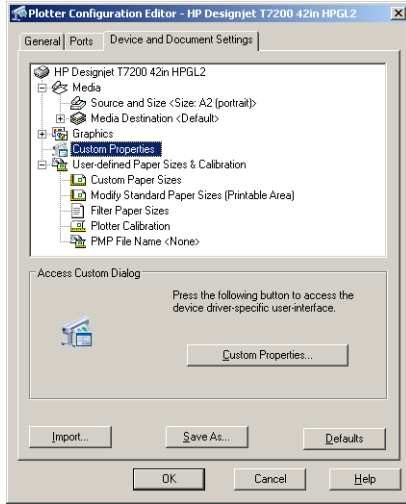 Plotter Configuration Editor - HP Designjet T7200 42in HPGL2
General
Ports
Device and Document Settings
HP Designjet T7200 42in HPGL2
Media
Source and Size <Size: A2 (portrait)>
Media Destination <Default>
Graphics
Custom Properties
User-defined Paper Sizes & Calibration
Custom Paper Sizes
Modify Standard Paper Sizes (Printable Area)
Filter Paper Sizes
Plotter Calibration
PMP File Name <None>
Access Custom Dialog
Press the following button to access the
device driver-specific user-interface.
Custom Properties...
Import...
Save As...
Defaults
OK
Cancel
Help